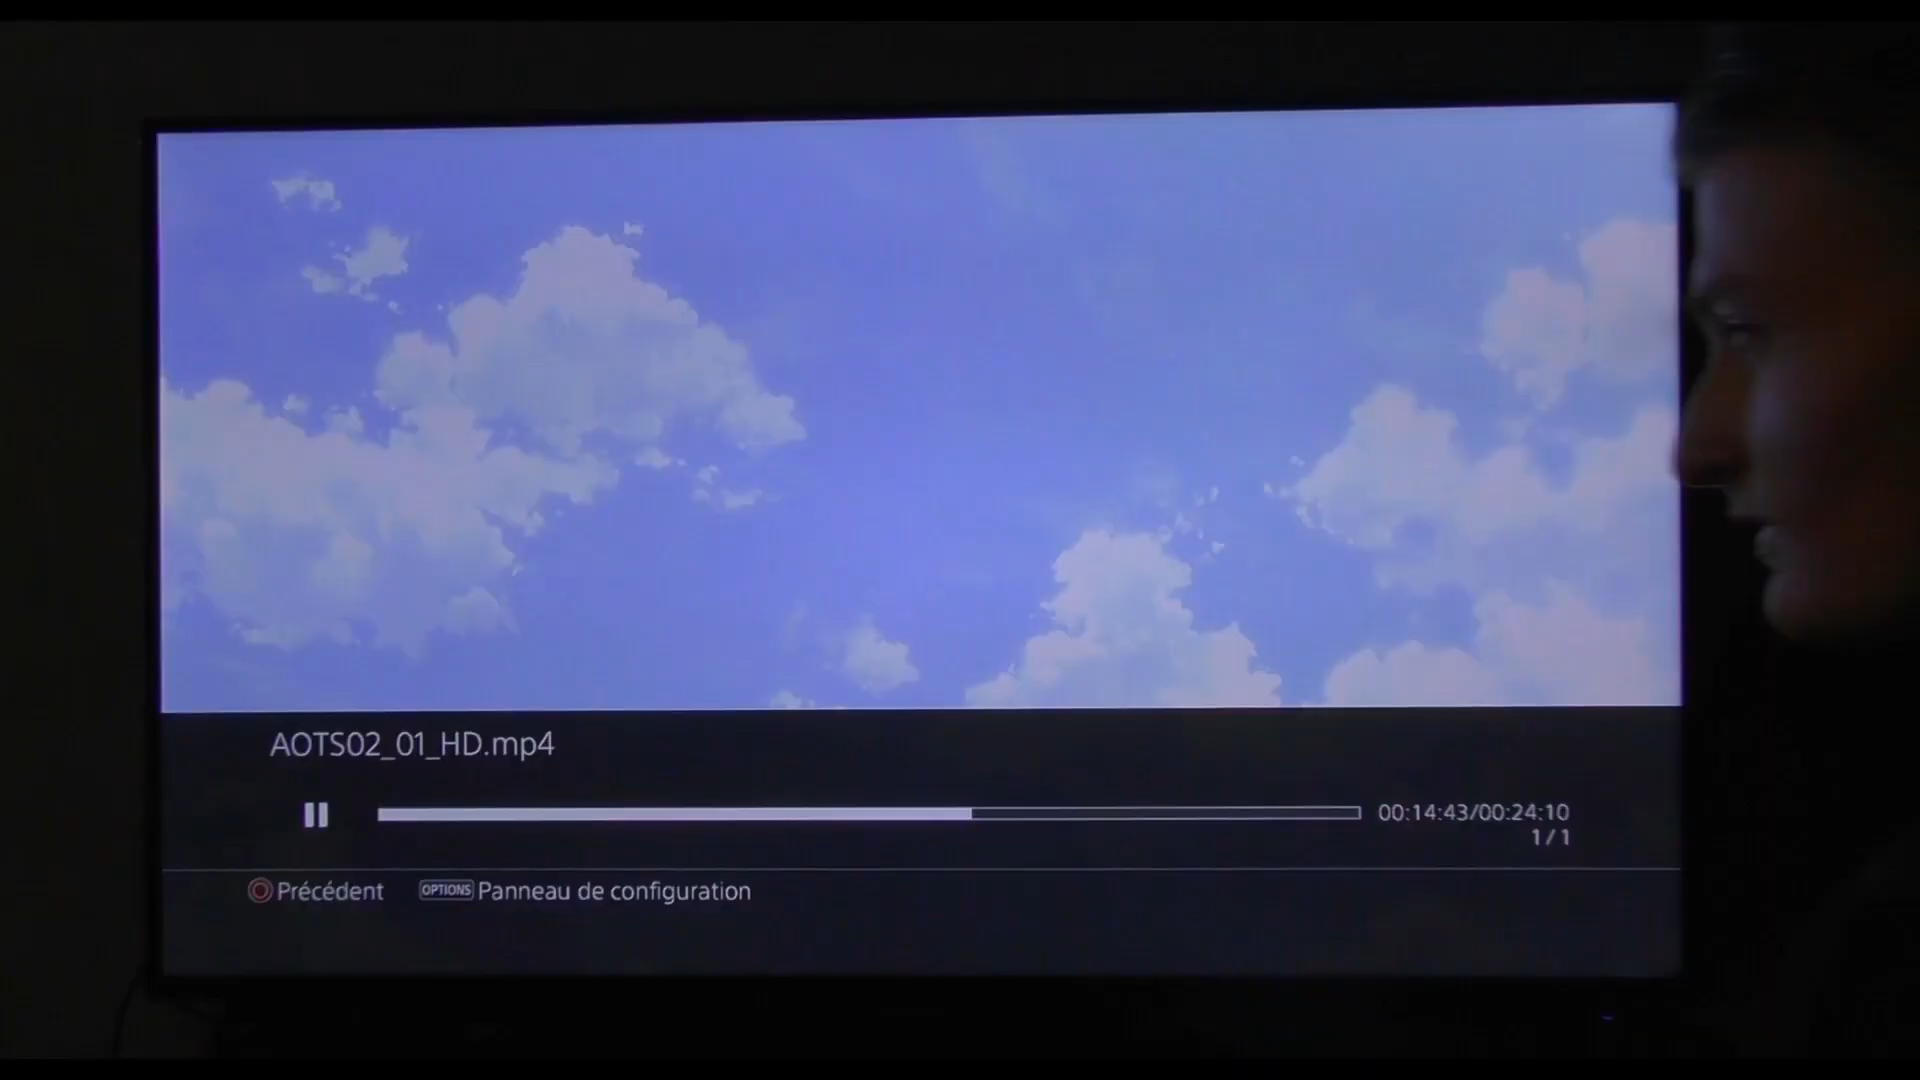 AOTS02_01_HD.mp4
00:14:43/00:24:10
1/1
Précédent OPTIONS Panneau de configuration